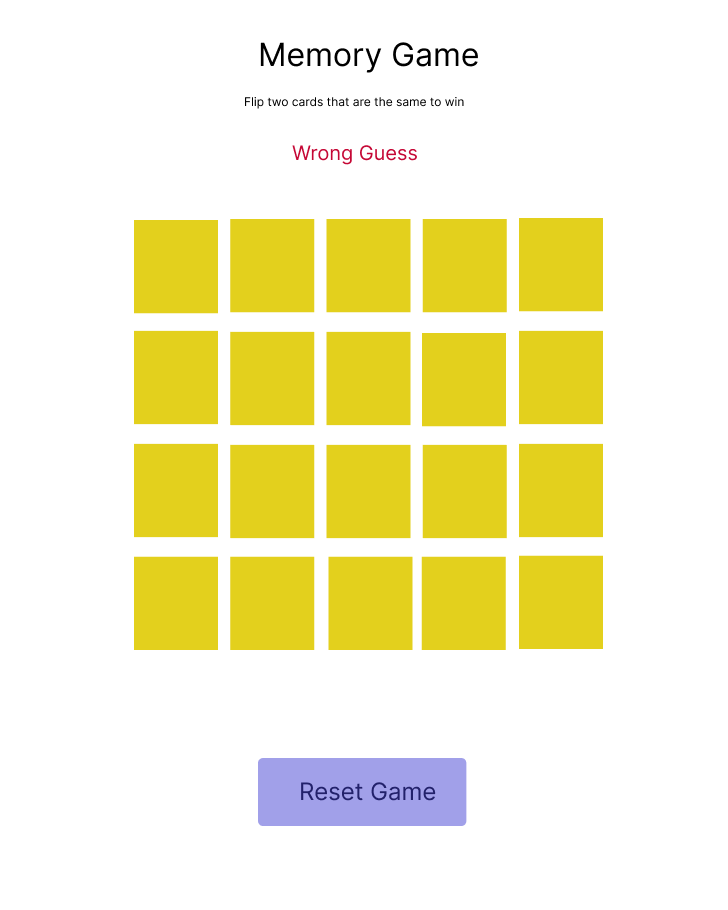 Memory Game
Flip two cards that are the same to win
Wrong Guess
Reset Game